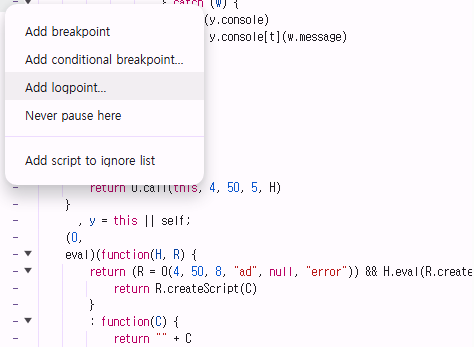 } catch (w) {
(y.console)
y.console[t](w.message)
Add breakpoint
Add conditional breakpoint...
Add logpoint...
Never pause here
Add script to ignore list
return O.call(this, 4, 50, 5, H)
}
, y = this || self;
(0,
eval)(function(H, R) {
return (R = O(4, 50, 8, "ad", null, "error")) && H.eval(R.create
return R.createScript(C)
}
: function(C) {
return "" + C